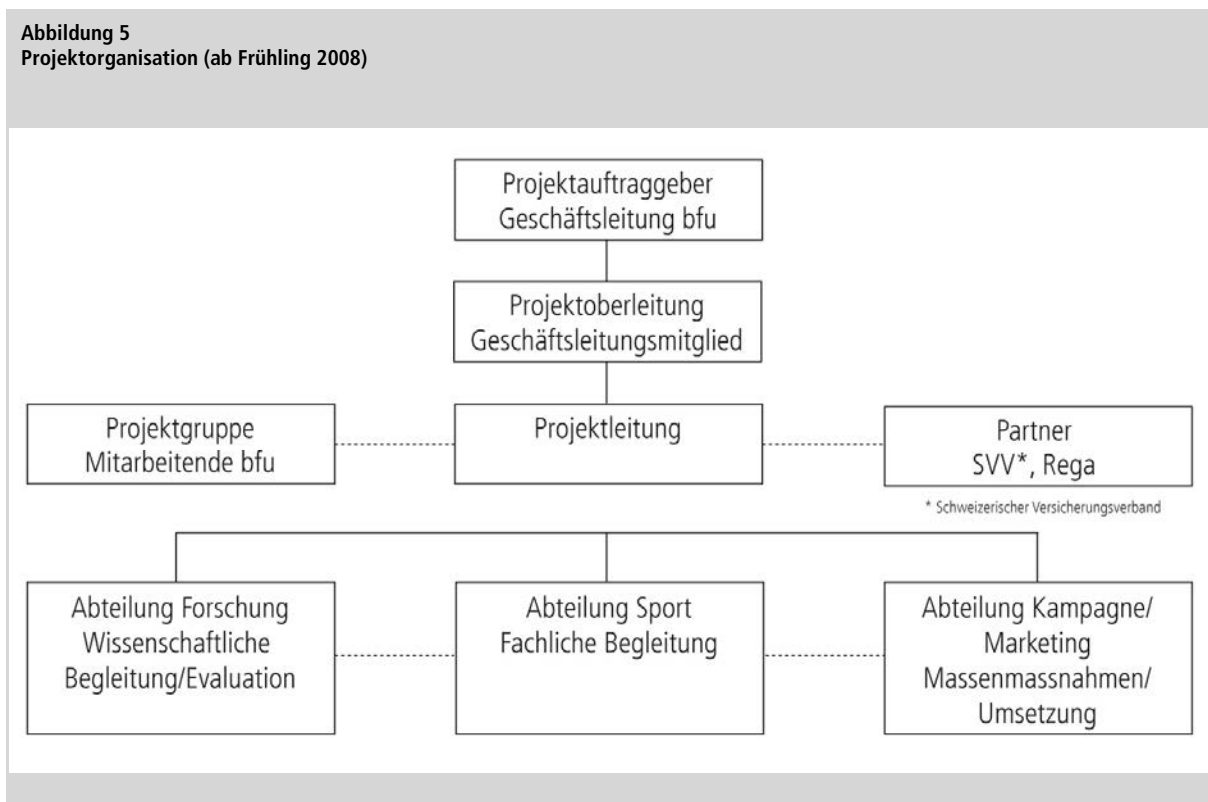 Abbildung 5
Projektorganisation (ab Frühling 2008)
Projektauftraggeber
Geschäftsleitung bfu
Projektoberleitung
Geschäftsleitungsmitglied
Projektgruppe
Mitarbeitende bfu
Projektleitung
Partner
SVV*, Rega
* Schweizerischer Versicherungsverband
Abteilung Forschung
Wissenschaftliche
Begleitung/Evaluation
Abteilung Sport
Fachliche Begleitung
Abteilung Kampagne/
Marketing
Massenmassnahmen/
Umsetzung